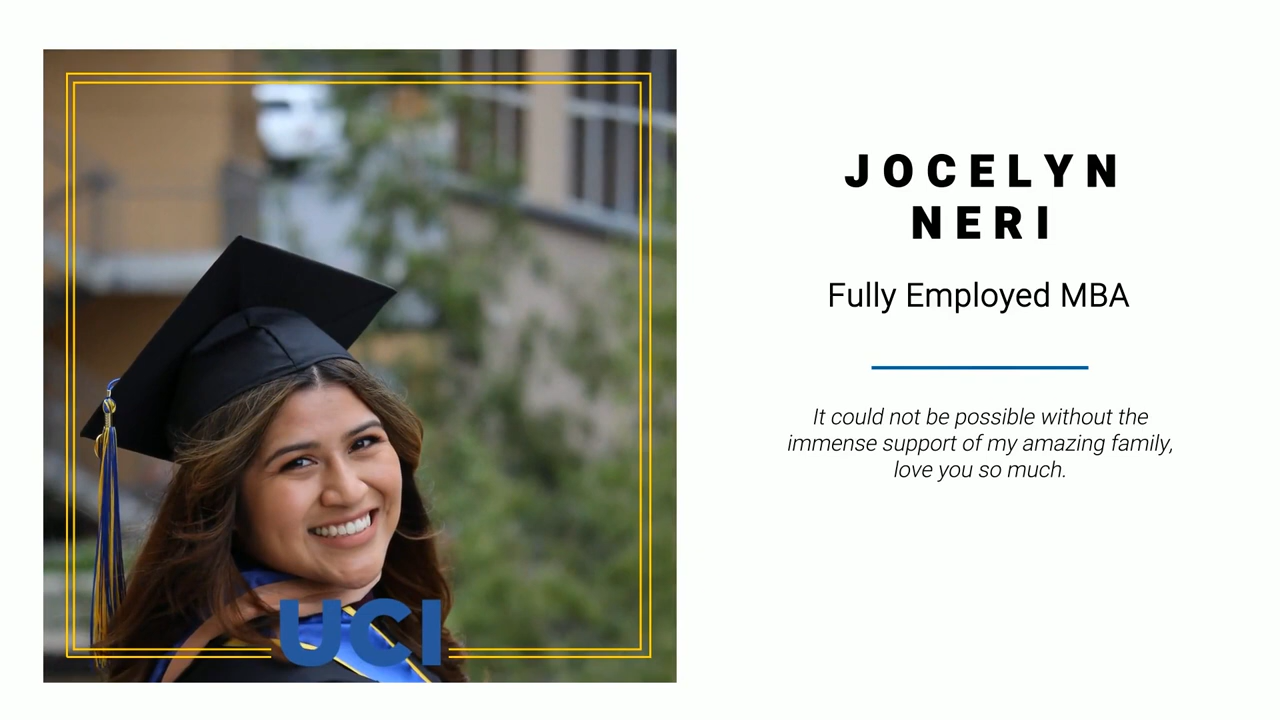 JOCELYN
NERI
Fully Employed MBA
It could not be possible without the
immense support of my amazing family,
love you so much.
UCI